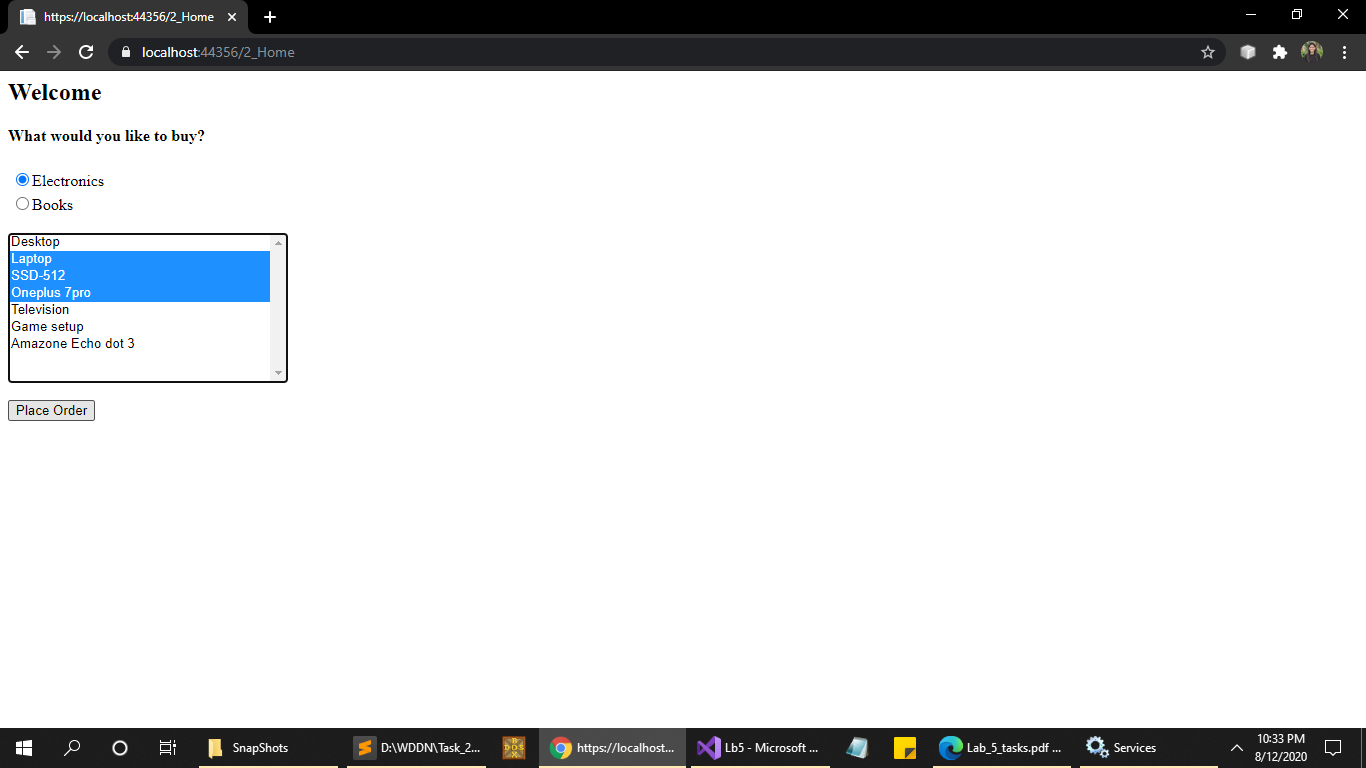 https://localhost:44356/2_Home
localhost:44356/2_Home
Welcome
What would you like to buy?
Electronics
Books
Desktop
Laptop
SSD-512
Oneplus 7pro
Television
Game setup
Amazone Echo dot 3
Place Order
SnapShots
D:\WDDN\Task_2...
BOX
DOS
https://localhost...
Lb5 - Microsoft ...
Lab_5_tasks.pdf ...
Services
10:33 PM
8/12/2020